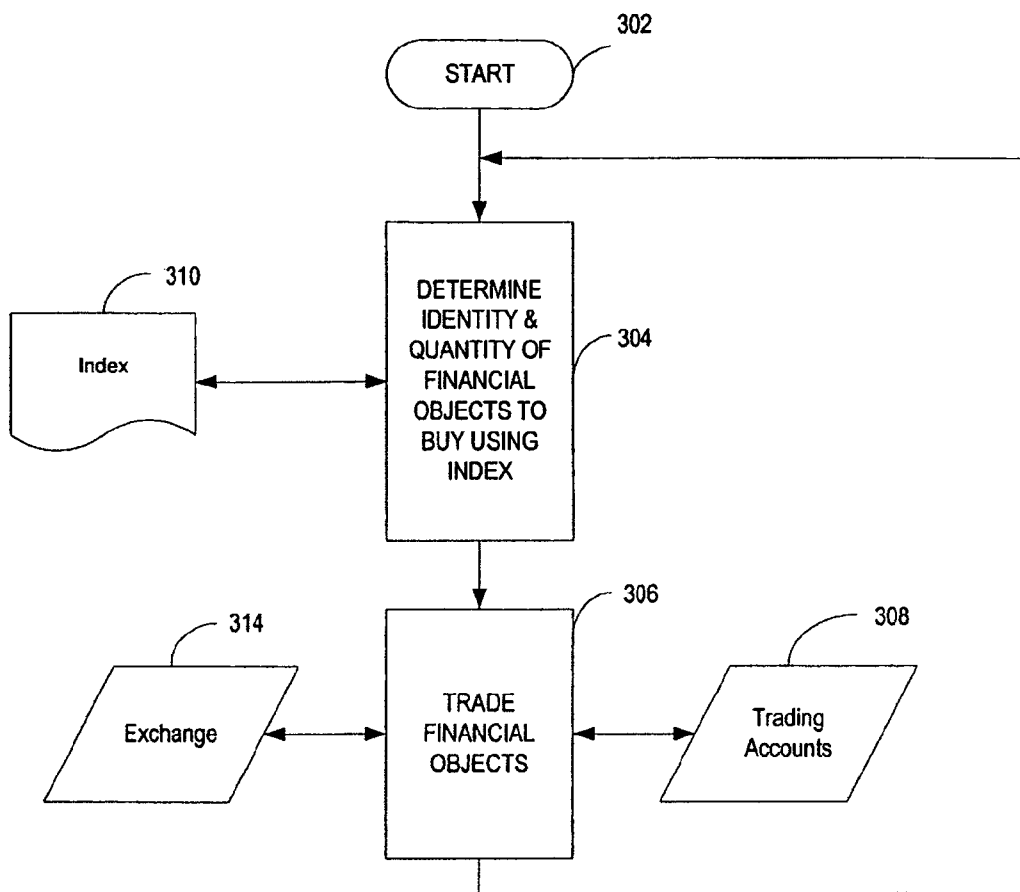 302
START
310
Index
DETERMINE
IDENTITY &
QUANTITY OF
FINANCIAL
OBJECTS TO
BUY USING
INDEX
304
314
Exchange
306
TRADE
FINANCIAL
OBJECTS
308
Trading
Accounts